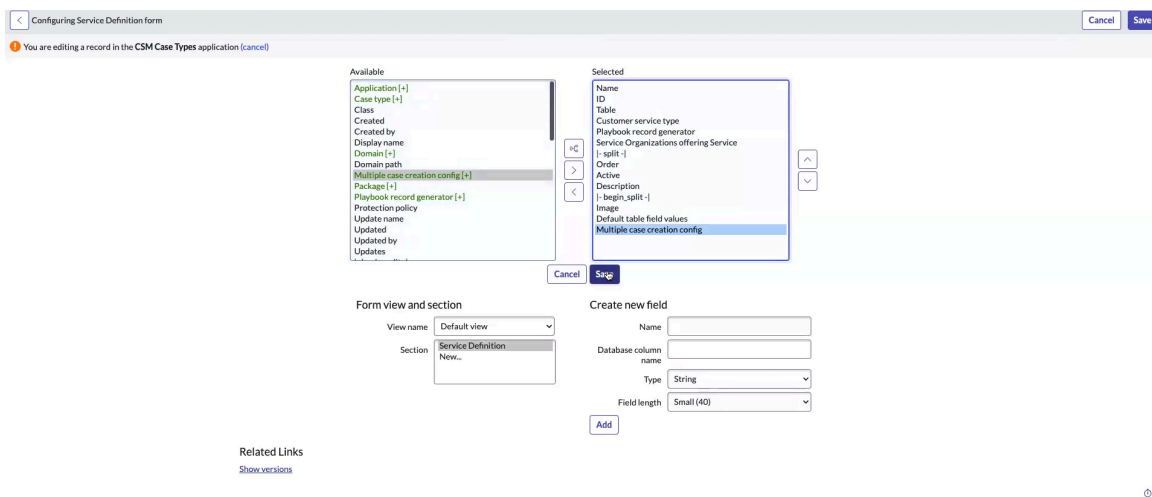 Configuring Service Definition form
Cancel
Save
You are editing a record in the CSM Case Types application (cancel)
Available
Application [+]
Case type [+]
Class
Created
Created by
Display name
Domain [+]
Domain path
Multiple case creation config [+]
Package [+]
Playbook record generator [+]
Protection policy
Update name
Updated
Updated by
Updates
Selected
Name
ID
Table
Customer service type
Playbook record generator
Service Organizations offering Service
|- split -|
Order
Active
Description
|- begin_split -|
Image
Default table field values
Multiple case creation config
Cancel
Save
Form view and section
View name
Default view
Section
Service Definition
New...
Create new field
Name
Database column
name
Type
String
Field length
Small (40)
Add
Related Links
Show versions